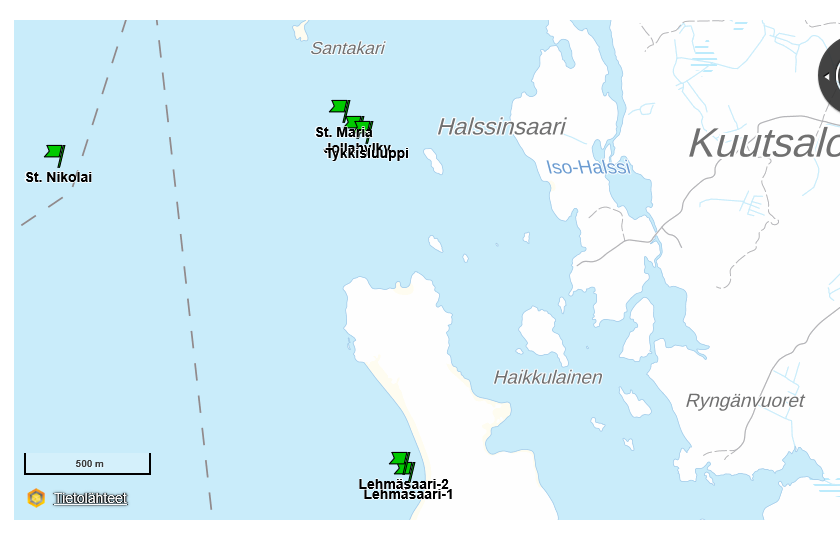 Santakari
St. Maria
Halssinsaari
Kuutsalo
Tykkisluuppi
Iso-Halssi
St. Nikolai
Haikkulainen
Ryngänvuoret
500 m
Lehmäsaari-2
Lehmäsaari-1
Tietolähteet